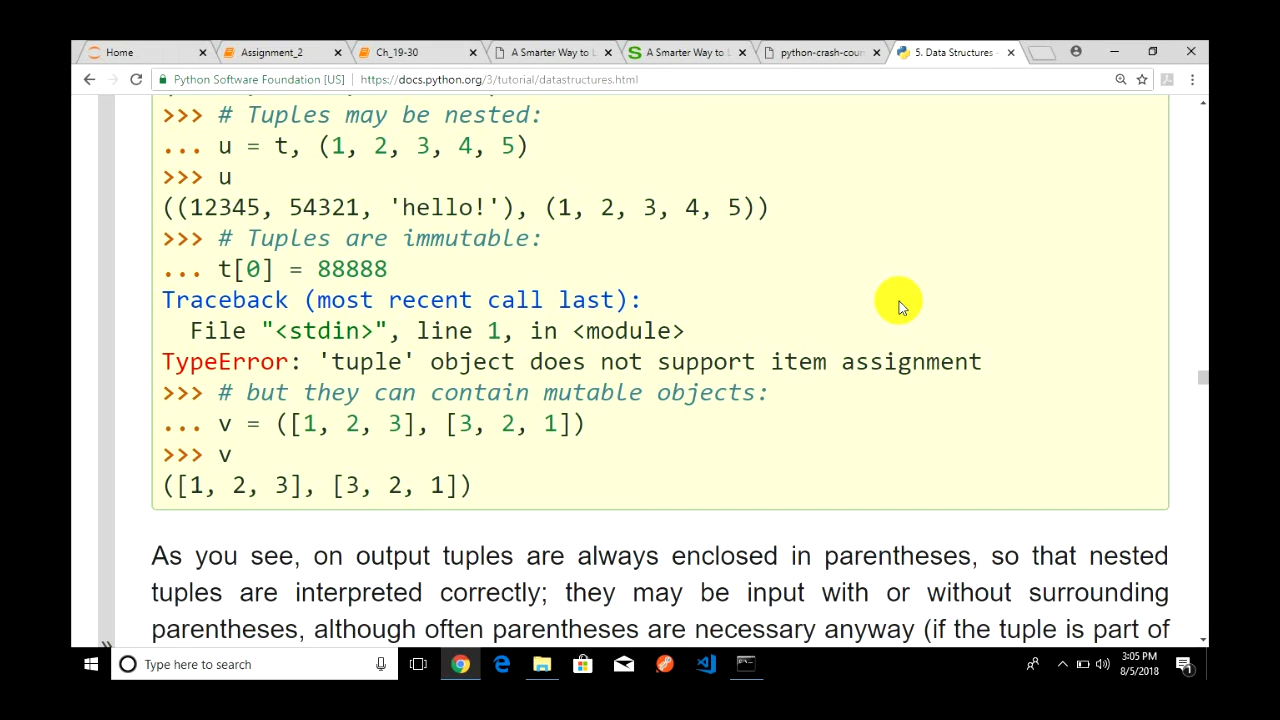 Home
Assignment_2
Ch_19-30
A Smarter Way to L
A Smarter Way to L
python-crash-cour
5. Data Structures
Python Software Foundation [US] | https://docs.python.org/3/tutorial/datastructures.html
>>> # Tuples may be nested:
... u = t, (1, 2, 3, 4, 5)
>>> u
((12345, 54321, 'hello!'), (1, 2, 3, 4, 5))
>>> # Tuples are immutable:
... t[0] = 88888
Traceback (most recent call last):
File "<stdin>", line 1, in <module>
TypeError: 'tuple' object does not support item assignment
>>> # but they can contain mutable objects:
... v = ([1, 2, 3], [3, 2, 1])
>>> v
([1, 2, 3], [3, 2, 1])
As you see, on output tuples are always enclosed in parentheses, so that nested
tuples are interpreted correctly; they may be input with or without surrounding
parentheses, although often parentheses are necessary anyway (if the tuple is part of
»
Type here to search
3:05 PM
8/5/2018
1